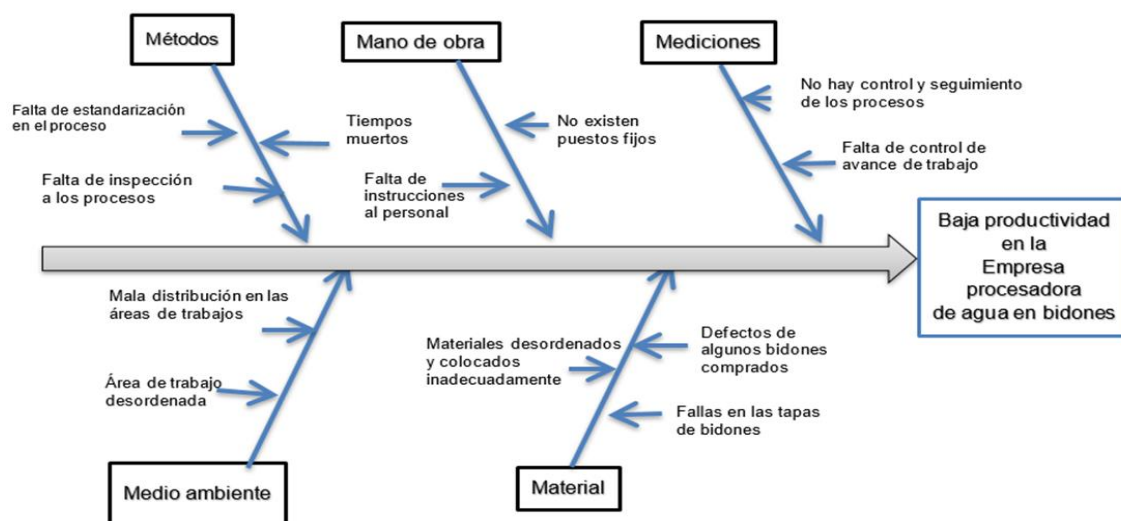 Métodos
Mano de obra
Mediciones
Falta de estandarización
en el proceso
Tiempos
muertos
Falta de inspección
a los procesos
No existen
puestos fijos
Falta de
instrucciones
al personal
No hay control y seguimiento
de los procesos
Falta de control de
avance de trabajo
Baja productividad
en la
Empresa
procesadora
de agua en bidones
Mala distribución en las
áreas de trabajos
Área de trabajo
desordenada
Materiales desordenados
y colocados
inadecuadamente
Defectos de
algunos bidones
comprados
Fallas en las tapas
de bidones
Medio ambiente
Material